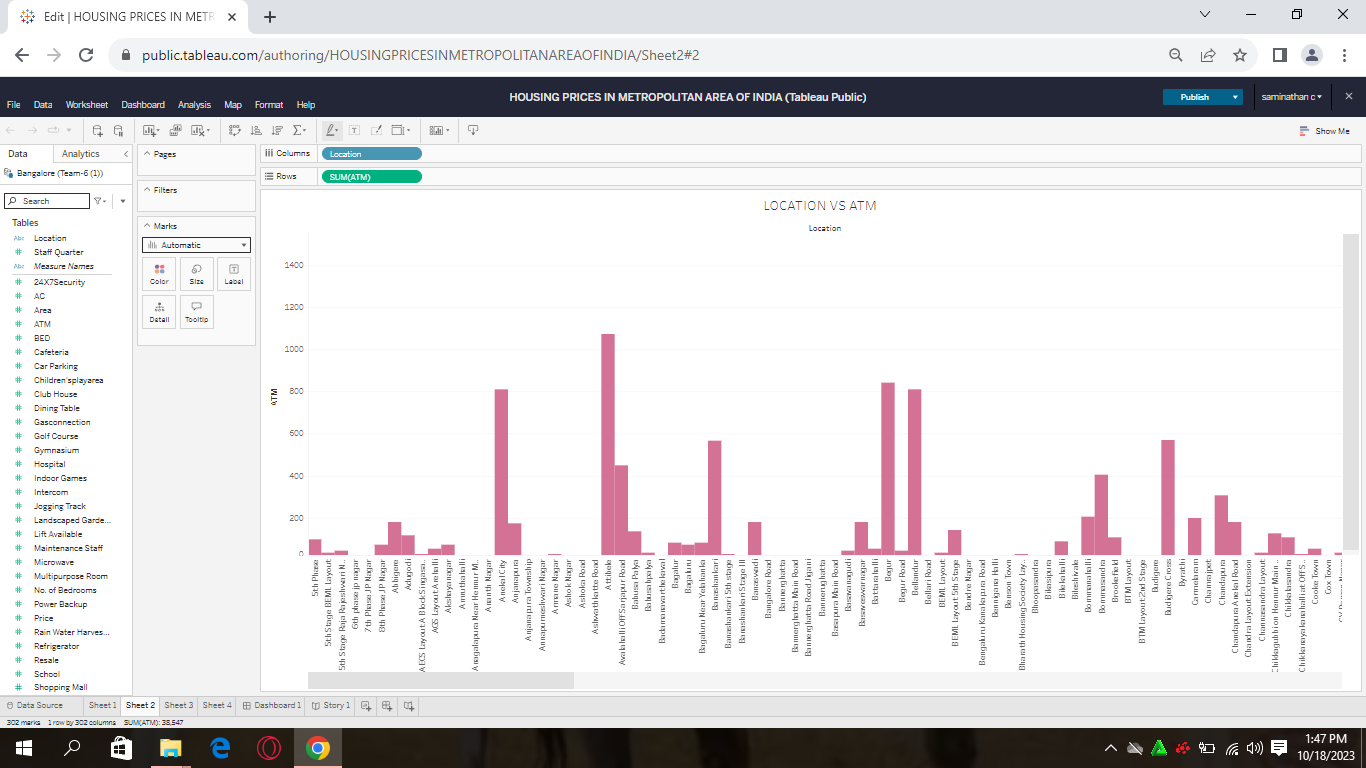 Edit | HOUSING PRICES IN METR
public.tableau.com/authoring/HOUSINGPRICESINMETROPOLITANAREAOFINDIA/Sheet2#2
File Data Worksheet Dashboard Analysis Map Format Help
HOUSING PRICES IN METROPOLITAN AREA OF INDIA (Tableau Public)
Publish
saminathan c
Show Me
Data Analytics
Bangalore (Team-6 (1))
Search
Tables
Abc Location
# Staff Quarter
Abc Measure Names
# 24X7Security
# AC
# Area
# ATM
# BED
# Cafeteria
# Car Parking
# Children'splayarea
# Club House
# Dining Table
# Gasconnection
# Golf Course
# Gymnasium
# Hospital
# Indoor Games
# Intercom
# Jogging Track
# Landscaped Garde...
# Lift Available
# Maintenance Staff
# Microwave
# Multipurpose Room
# No. of Bedrooms
# Power Backup
# Price
# Rain Water Harves...
# Refrigerator
# Resale
# School
# Shopping Mall
Pages
Filters
Marks
Automatic
Color Size Label
Detail Tooltip
Columns Location
Rows SUM(ATM)
LOCATION VS ATM
Location
ATM
1400
1200
1000
800
600
400
200
0
5th Phase
5th Stage BEML Layout
5th Stage Raja Rajeshwari N..
6th phase jp nagar
7th Phase JP Nagar
8th Phase JP Nagar
Abbigere
Adugodi
AECS Layout A Block Singasa..
AGS Layout Arehalli
Akshayanagar
Amruthahalli
Anagalapura Near Hennur M..
Ananth Nagar
Anekal City
Anjanapura
Anjanapura Township
Annapurneshwari Nagar
Ashok Nagar
Ashoka Road
Ashwathkatte Road
Attibele
Avalahalli Off Sarjapur Road
Babusa Palya
Babusabpalya
Badamanavarthekaval
Bagalur
Bagaluru
Bagaluru Near Yelahanka
Banashankari
Banashankari 5th stage
Banashankari Stage III
Banaswadi
Bangalore Road
Bannerghatta
Bannerghatta Main Road
Bannerghatta Road Jigani
Bannerughatta
Basapura Main Road
Basavanagudi
Basaveswarnagar
Battarahalli
Begur
Begur Road
Bellandur
Bellari Road
BEML Layout
BEML Layout 5th Stage
Bendre Nagar
Bengaluru Kanakapura Road
Bennigana Halli
Benson Town
Bharath Housing Society Lay..
Bhoganhalli
Bikasipura
Bilekahalli
Bileshivale
Bommanahalli
Bommasandra
Brookefield
BTM Layout
BTM Layout 2nd Stage
Budigere
Budigere Cross
Byrathi
Carmelaram
Channarajpet
Chandapura
Chandapura Anekal Road
Chandra Layout Extension
Channasandra Layout
Chikkagubbi on Hennur Main ..
Chikkalasandra
Chikkanayakanahalli at Off S..
Cooke Town
Cox Town
Data Source Sheet 1 Sheet 2 Sheet 3 Sheet 4 Dashboard 1 Story 1
302 marks 1 row by 302 columns SUM(ATM): 38,547
1:47 PM
10/18/2023